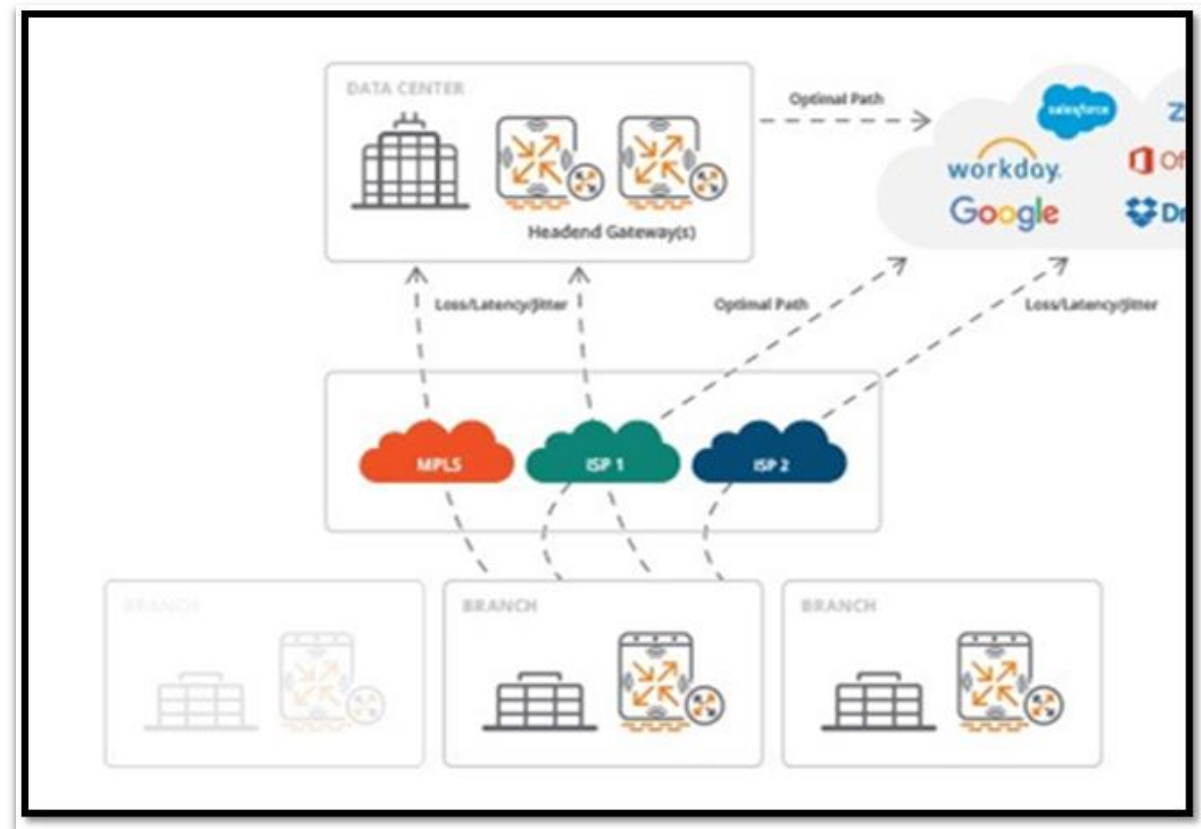 DATA CENTER
Optimal Path
salesforce
workday.
Google
Headend Gateway(s)
Loss/Latency/Jitter
Optimal Path
Loss/Latency/Jitter
MPLS
ISP 1
ISP 2
BRANCH
BRANCH
BRANCH